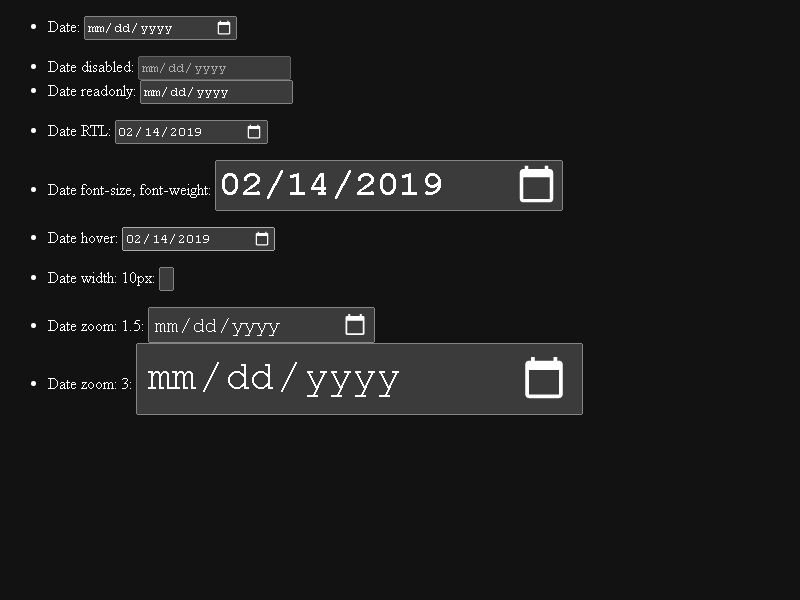 Date: mm/dd/yyyy
Date disabled: mm/dd/yyyy
Date readonly: mm/dd/yyyy
Date RTL: 02/14/2019
Date font-size, font-weight: 02/14/2019
Date hover: 02/14/2019
Date width: 10px:
Date zoom: 1.5: mm/dd/yyyy
Date zoom: 3: mm/dd/yyyy